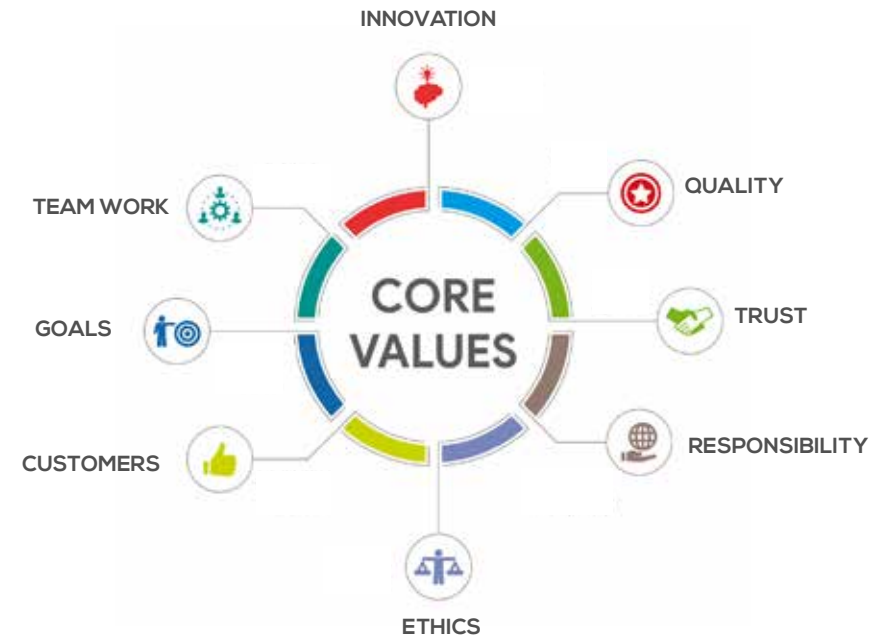 INNOVATION
QUALITY
TEAM WORK
CORE
VALUES
TRUST
GOALS
RESPONSIBILITY
CUSTOMERS
ETHICS